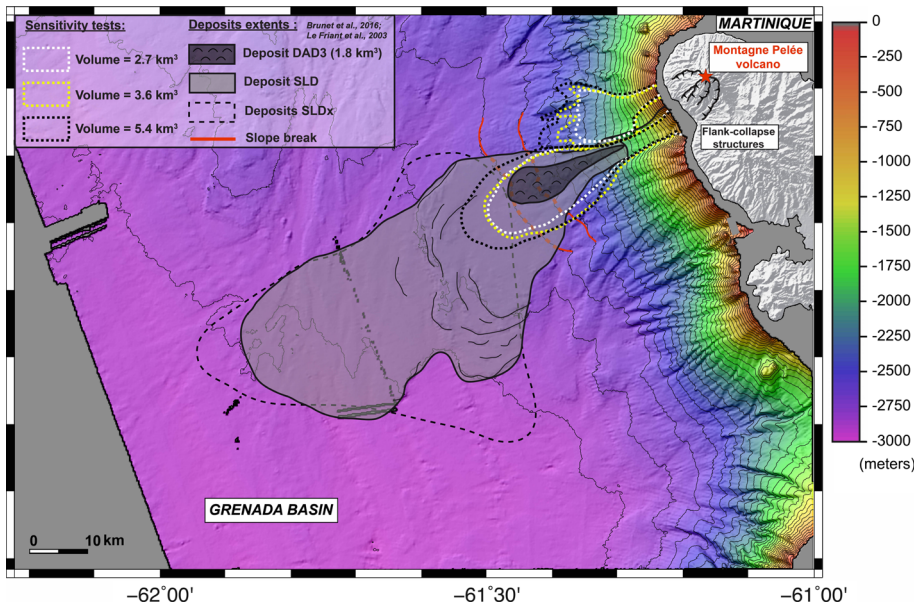 Sensitivity tests:
Volume = 2.7 km³
Volume = 3.6 km³
Volume = 5.4 km³
Deposits extents :
Brunet et al., 2016;
Le Friant et al., 2003
Deposit DAD3 (1.8 km³)
Deposit SLD
Deposits SLDx
Slope break
MARTINIQUE
Montagne Pelée
volcano
Flank-collapse
structures
GRENADA BASIN
0 10 km
−62°00'
−61°30'
−61°00'
0
−250
−500
−750
−1000
−1250
−1500
−1750
−2000
−2250
−2500
−2750
−3000
(meters)